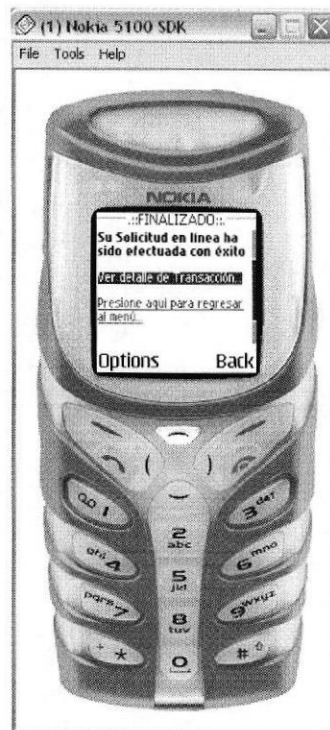 (1) Nokia 5100 SDK
File Tools Help
NOKIA
.::FINALIZADO::.
Su Solicitud en línea ha
sido efectuada con éxito
Ver detalle de Transacción...
Presione aqui para regresar
al menú...
Options Back
1
2 abc
3 def
ghi 4
5 jkl
6 mno
pqrs 7
8 tuv
9 wxyz
+ *
0
#